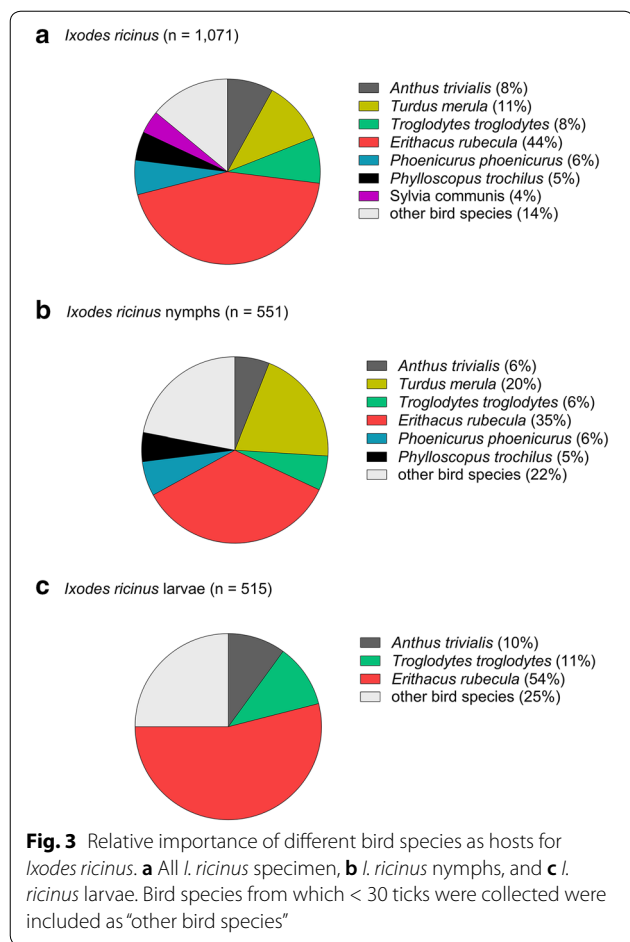 a Ixodes ricinus (n = 1,071)
Anthus trivialis (8%)
Turdus merula (11%)
Troglodytes troglodytes (8%)
Erithacus rubecula (44%)
Phoenicurus phoenicurus (6%)
Phylloscopus trochilus (5%)
Sylvia communis (4%)
other bird species (14%)
b Ixodes ricinus nymphs (n = 551)
Anthus trivialis (6%)
Turdus merula (20%)
Troglodytes troglodytes (6%)
Erithacus rubecula (35%)
Phoenicurus phoenicurus (6%)
Phylloscopus trochilus (5%)
other bird species (22%)
c Ixodes ricinus larvae (n = 515)
Anthus trivialis (10%)
Troglodytes troglodytes (11%)
Erithacus rubecula (54%)
other bird species (25%)
Fig. 3 Relative importance of different bird species as hosts for
Ixodes ricinus. a All I. ricinus specimen, b I. ricinus nymphs, and c I.
ricinus larvae. Bird species from which < 30 ticks were collected were
included as “other bird species”